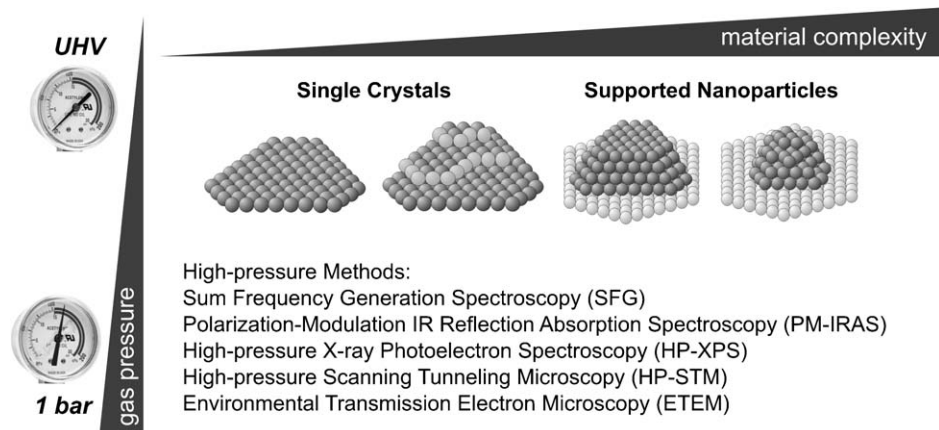 UHV
material complexity
Single Crystals
Supported Nanoparticles
High-pressure Methods:
Sum Frequency Generation Spectroscopy (SFG)
Polarization-Modulation IR Reflection Absorption Spectroscopy (PM-IRAS)
High-pressure X-ray Photoelectron Spectroscopy (HP-XPS)
High-pressure Scanning Tunneling Microscopy (HP-STM)
Environmental Transmission Electron Microscopy (ETEM)
gas pressure
1 bar